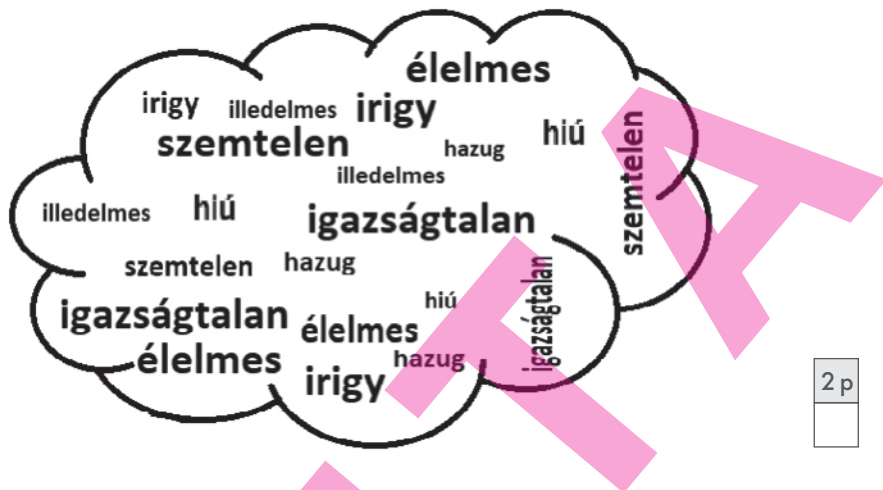 élelmes
irigy illedelmes irigy
szemtelen hazug hiú
szemtelen
illedelmes
illedelmes hiú igazságtalan
szemtelen hazug
igazságtalan
hiú
igazságtalan élelmes
élelmes hazug
irigy
2 p
TA